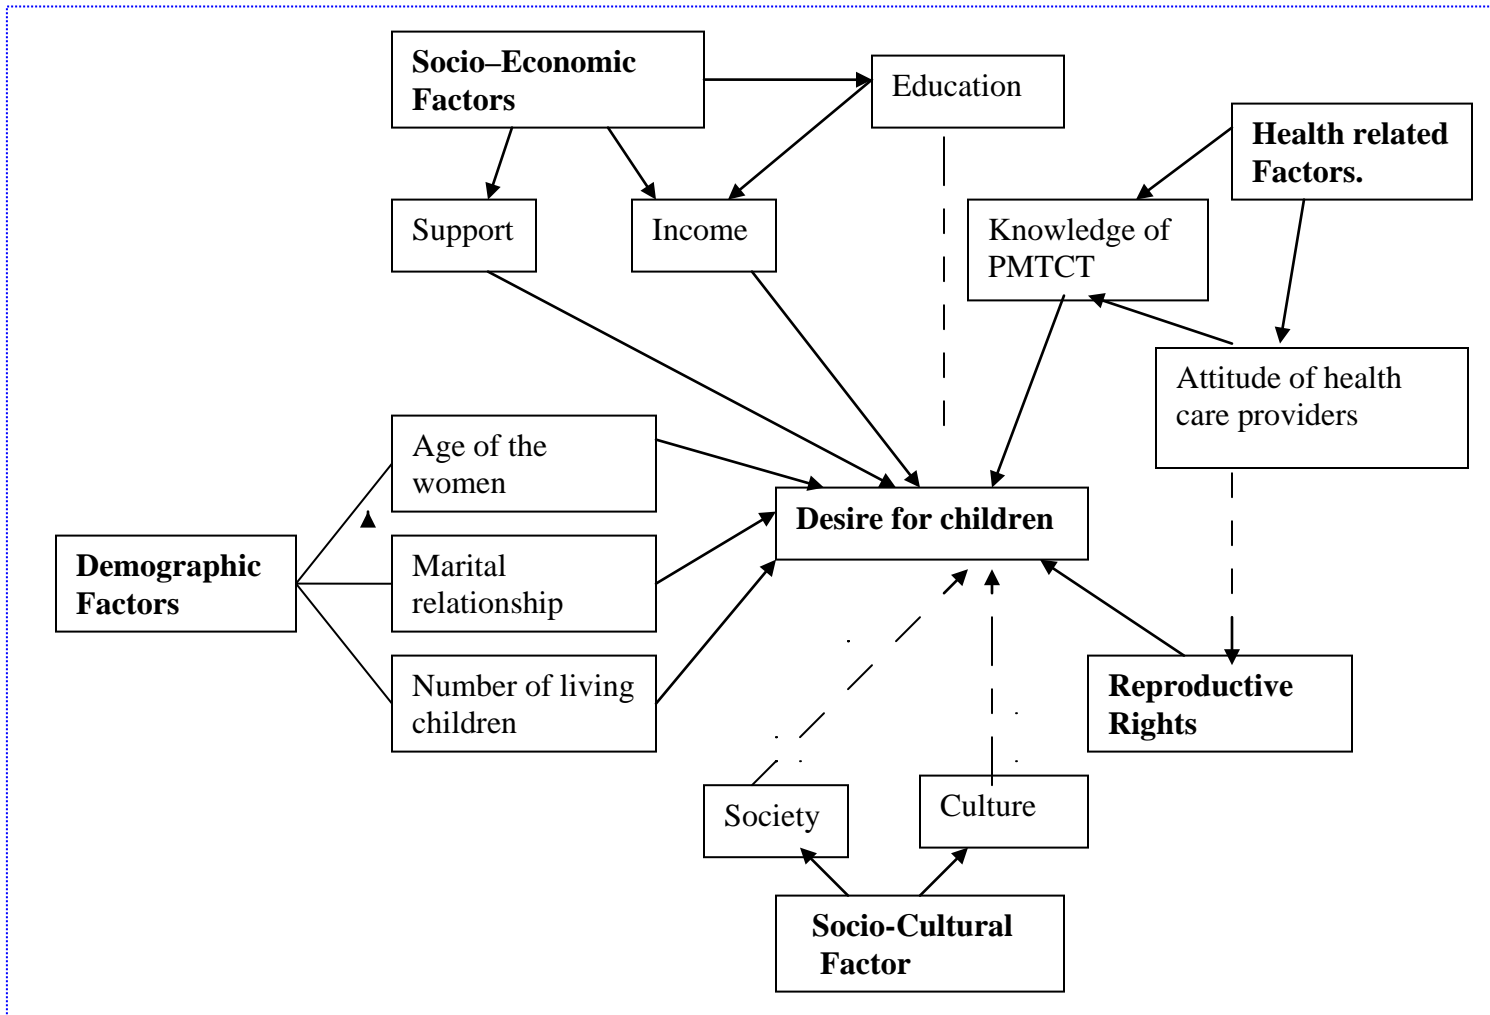 Socio–Economic
Factors
Education
Health related
Factors.
Support
Income
Knowledge of
PMTCT
Attitude of health
care providers
Age of the
women
Desire for children
Demographic
Factors
Marital
relationship
Number of living
children
Reproductive
Rights
Society
Culture
Socio-Cultural
Factor